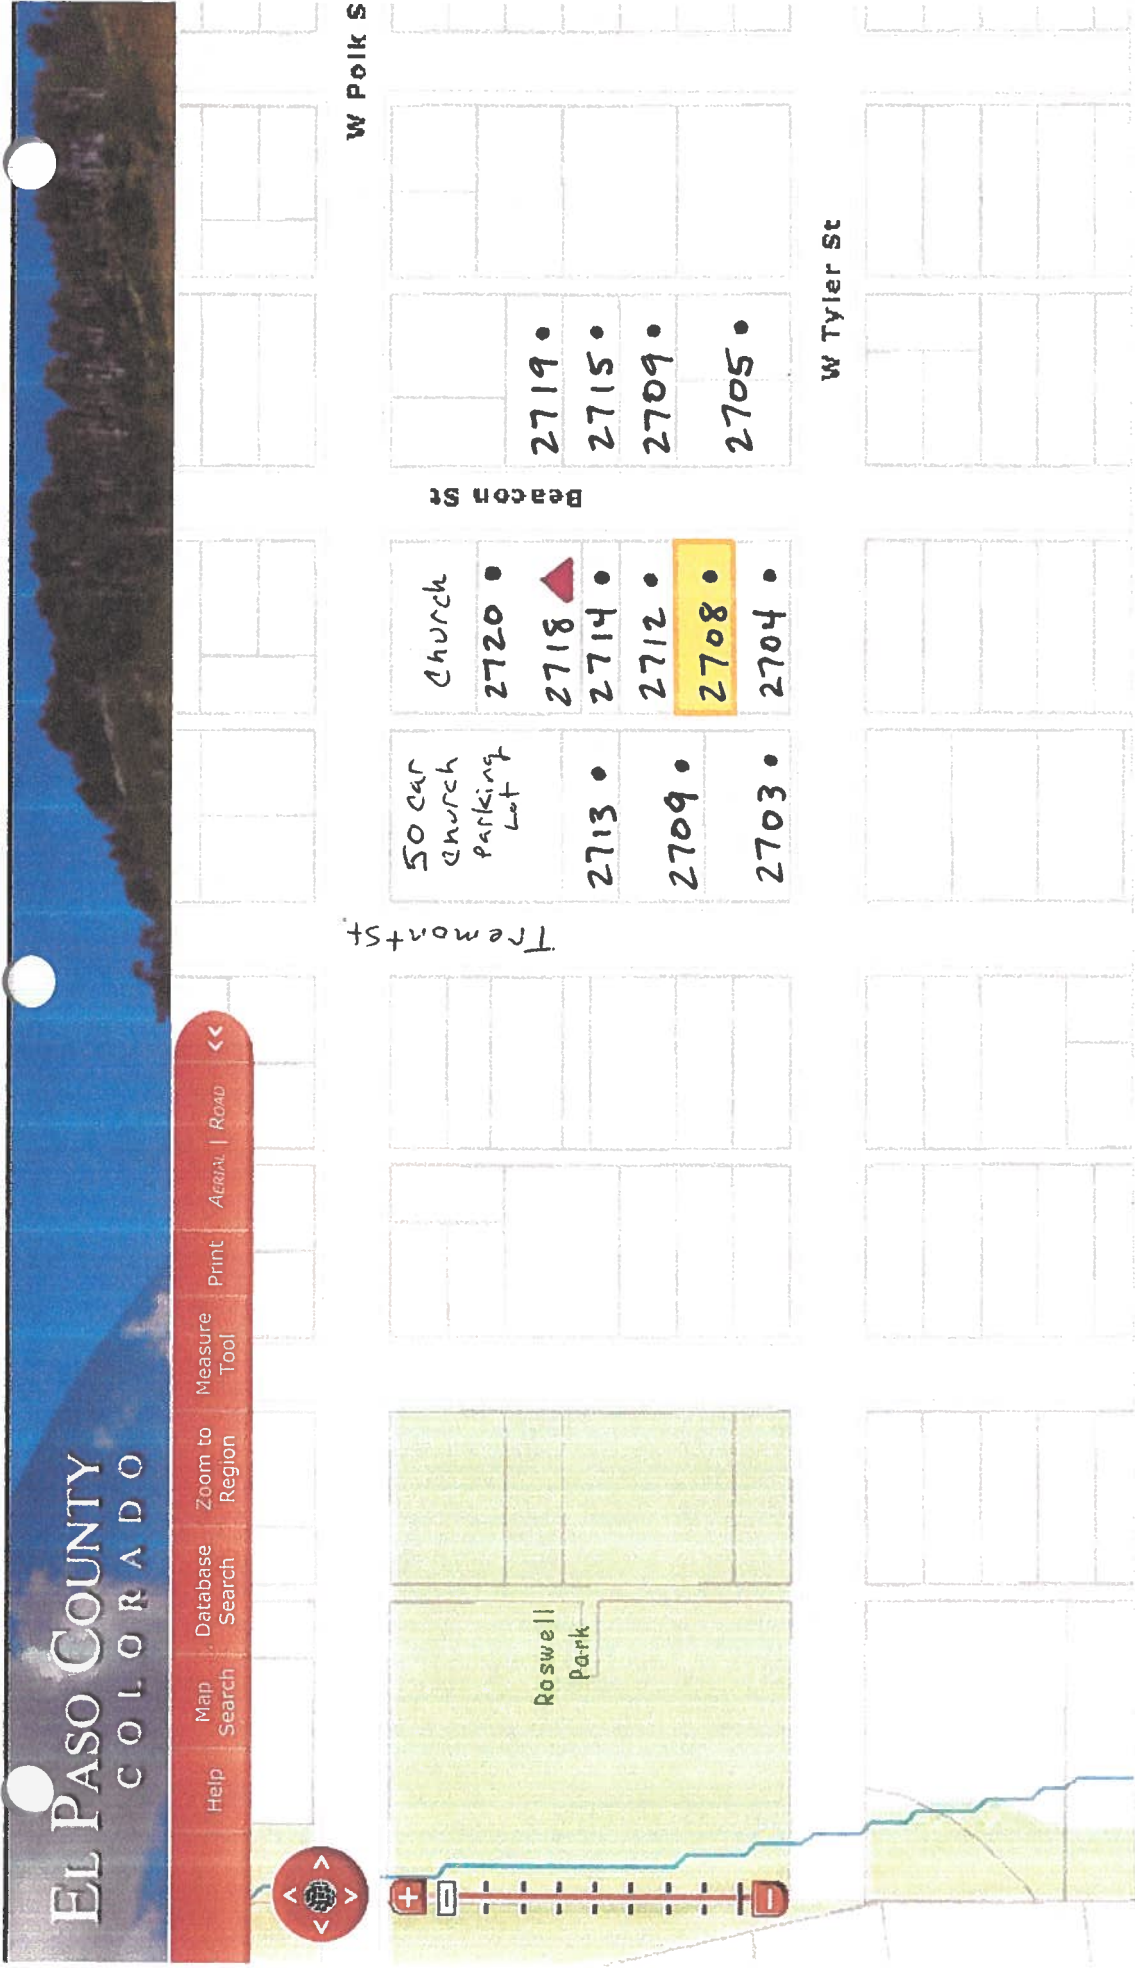 EL PASO COUNTY
COLORADO
Help
Map
Search
Database
Search
Zoom to
Region
Measure
Tool
Print
AERIAL | ROAD
<<
W Polk S
Tremont St.
50 car
church
parking
Lot
Church
Beacon St
2720
2718
2714
2712
2708
2704
2713
2709
2703
2719
2715
2709
2705
Roswell
Park
W Tyler St